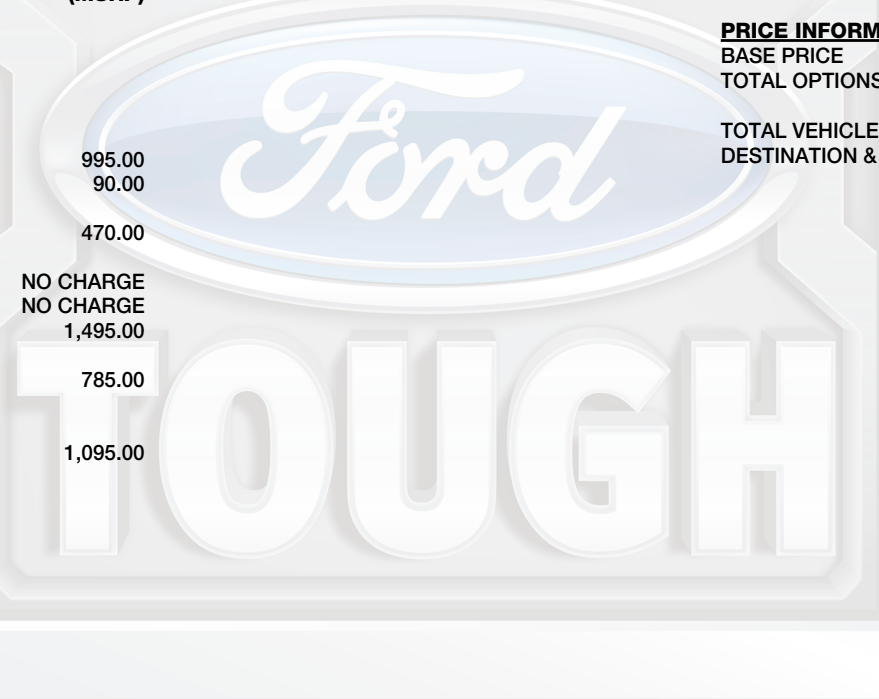 (MSRP)
995.00
90.00
470.00
NO CHARGE
NO CHARGE
1,495.00
785.00
1,095.00
PRICE INFORM
BASE PRICE
TOTAL OPTIONS
TOTAL VEHICLE
DESTINATION &
Ford
TOUGH